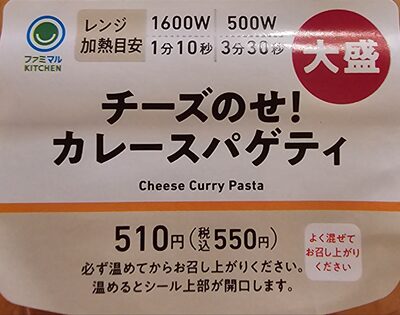 ファミマル
KITCHEN
レンジ
加熱目安
1600W 500W
1分10秒 3分30秒
大盛
チーズのせ!
カレースパゲティ
Cheese Curry Pasta
510円(税込550円)
必ず温めてからお召し上がりください。
温めるとシール上部が開口します。
よく混ぜて
お召し上がり
ください